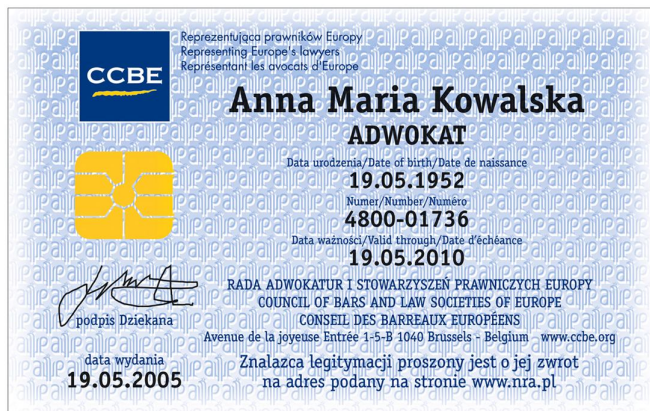 CCBE
Reprezentująca prawników Europy
Representing Europe's lawyers
Représentant les avocats d'Europe
Anna Maria Kowalska
ADWOKAT
Data urodzenia/Date of birth/Date de naissance
19.05.1952
Numer/Number/Numéro
4800-01736
Data ważności/Valid through/Date d'échéance
19.05.2010
RADA ADWOKATUR I STOWARZYSZEŃ PRAWNICZYCH EUROPY
COUNCIL OF BARS AND LAW SOCIETIES OF EUROPE
CONSEIL DES BARREAUX EUROPÉENS
Avenue de la joyeuse Entrée 1-5-B 1040 Brussels - Belgium www.ccbe.org
podpis Dziekana
data wydania
19.05.2005
Znalazca legitymacji proszony jest o jej zwrot
na adres podany na stronie www.nra.pl